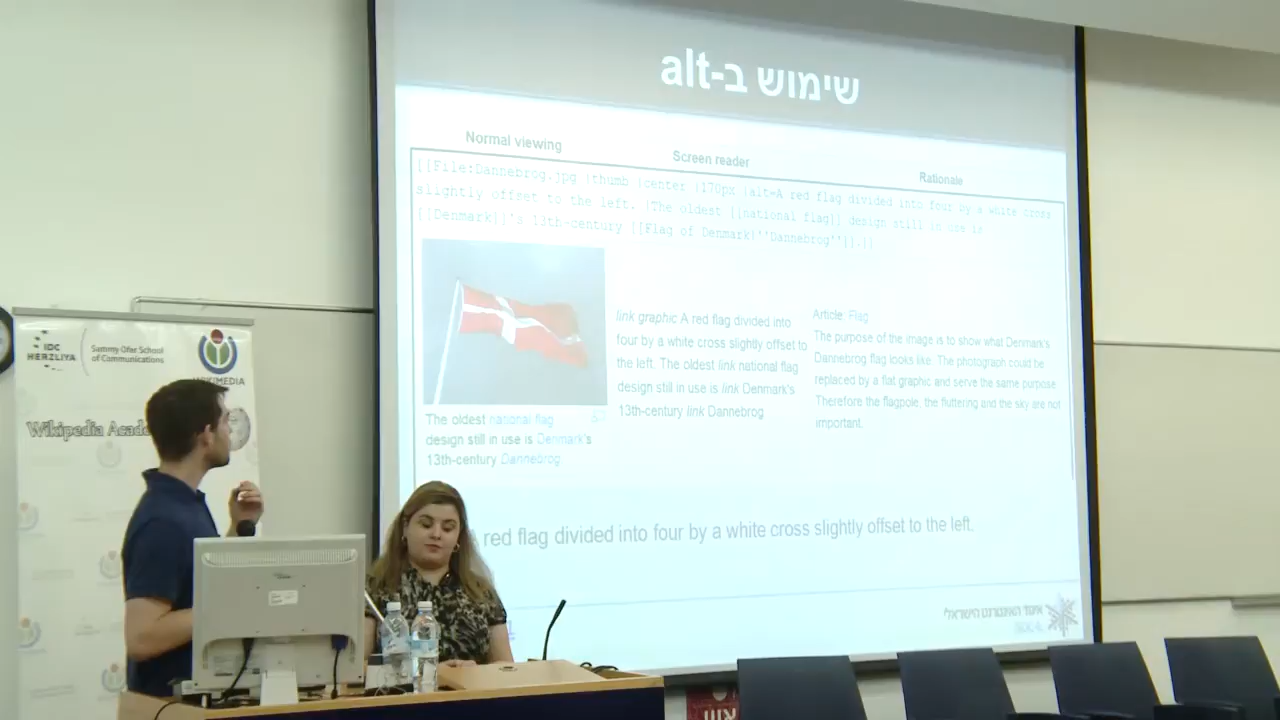 שימוש ב-alt
Normal viewing
Screen reader
Rationale
[[File:Dannebrog.jpg |thumb |center |170px |alt=A red flag divided into four by a white cross
slightly offset to the left. |The oldest [[national flag]] design still in use is
[[Denmark]]'s 13th-century [[Flag of Denmark|''Dannebrog'']].]]
The oldest national flag
design still in use is Denmark's
13th-century Dannebrog.
link graphic A red flag divided into
four by a white cross slightly offset to
the left. The oldest link national flag
design still in use is link Denmark's
13th-century link Dannebrog
Article: Flag
The purpose of the image is to show what Denmark's
Dannebrog flag looks like. The photograph could be
replaced by a flat graphic and serve the same purpose.
Therefore the flagpole, the fluttering and the sky are not
important.
A red flag divided into four by a white cross slightly offset to the left.
איגוד האינטרנט הישראלי
IDC
HERZLIYA
Sammy Ofer School
of Communications
WIKIMEDIA
Wikipedia Acad